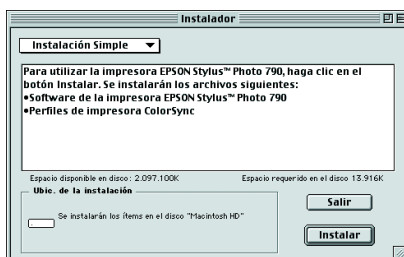 Instalador
Instalación Simple
Para utilizar la impresora EPSON Stylus™ Photo 790, haga clic en el
botón Instalar. Se instalarán los archivos siguientes:
•Software de la impresora EPSON Stylus™ Photo 790
•Perfiles de impresora ColorSync
Espacio disponible en disco: 2.097.100K Espacio requerido en el disco 13.916K
Ubic. de la instalación
Se instalarán los ítems en el disco "Macintosh HD"
Salir
Instalar